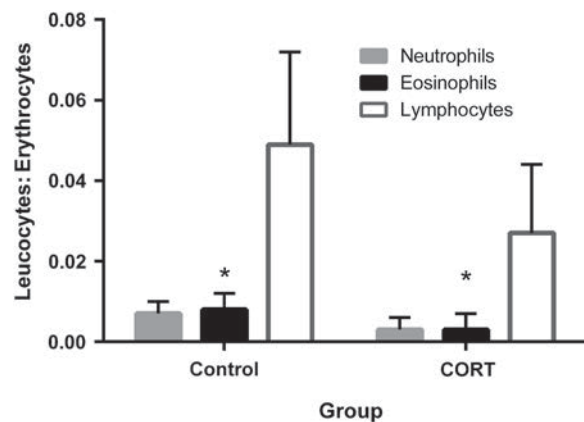 0.08
0.06
0.04
0.02
0.00
Leucocytes: Erythrocytes
Neutrophils
Eosinophils
Lymphocytes
*
*
Control
CORT
Group